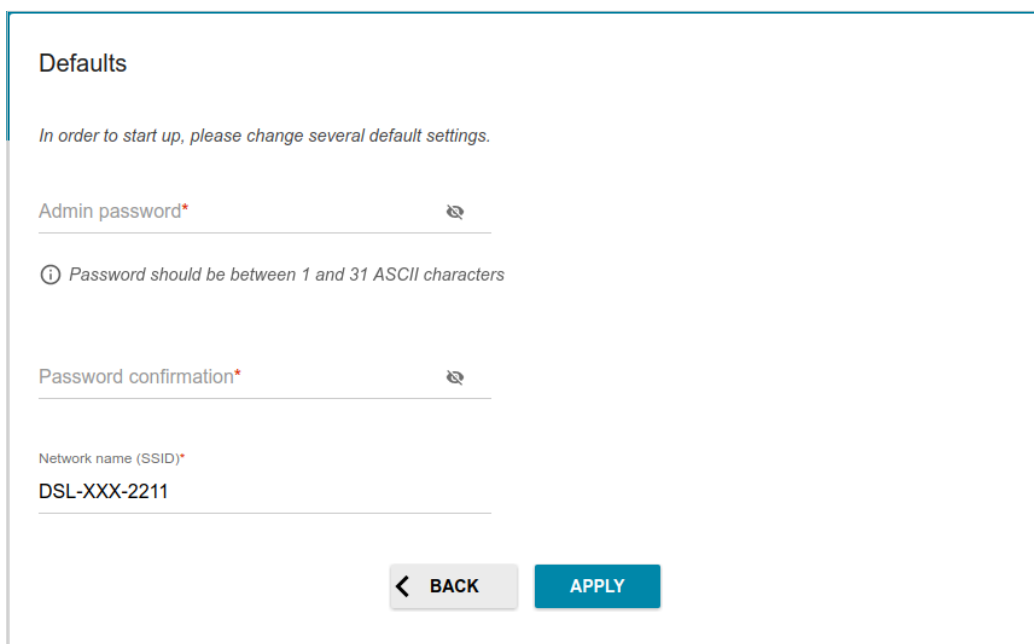 Defaults
In order to start up, please change several default settings.
Admin password*
Password should be between 1 and 31 ASCII characters
Password confirmation*
Network name (SSID)*
DSL-XXX-2211
BACK
APPLY